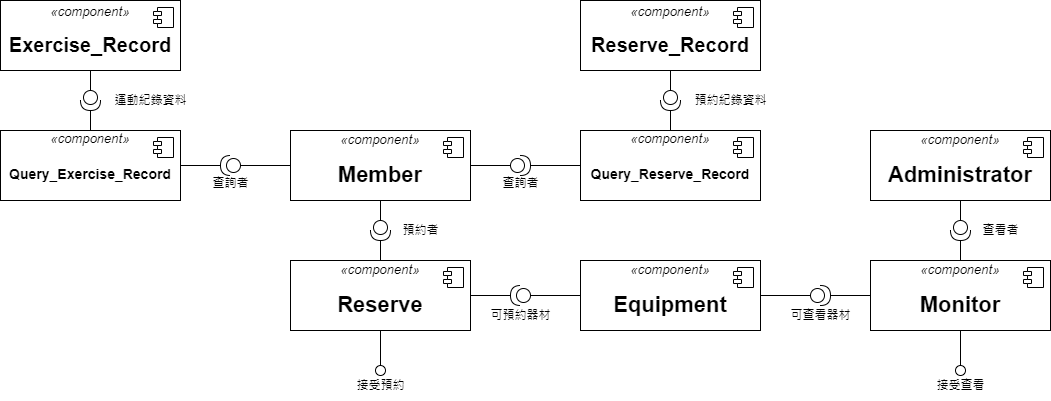 «component»
Exercise_Record
«component»
Reserve_Record
運動紀錄資料
預約紀錄資料
«component»
Query_Exercise_Record
查詢者
«component»
Member
查詢者
«component»
Query_Reserve_Record
«component»
Administrator
預約者
查看者
«component»
Reserve
可預約器材
«component»
Equipment
可查看器材
«component»
Monitor
接受預約
接受查看